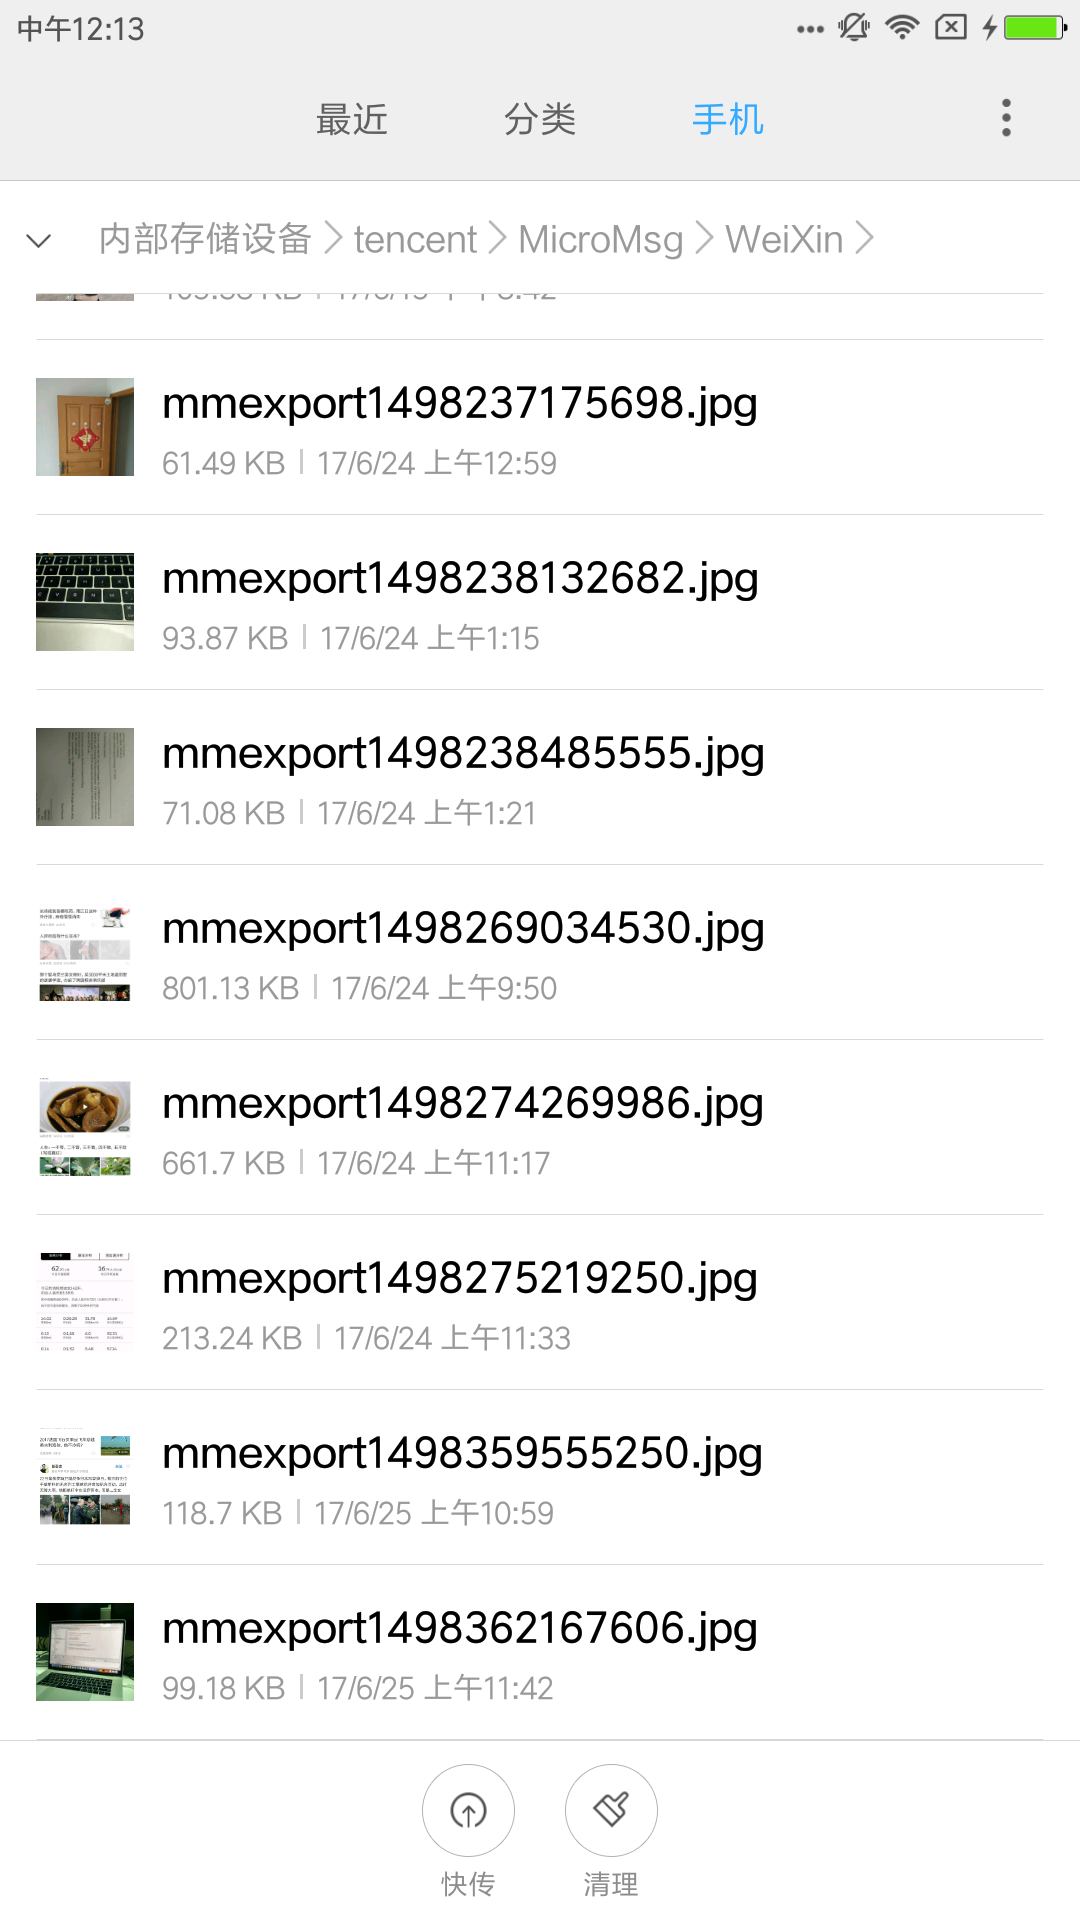 中午12:13
最近 分类 手机
内部存储设备 tencent MicroMsg WeiXin
mmexport1498237175698.jpg
61.49 KB 17/6/24 上午12:59
mmexport1498238132682.jpg
93.87 KB 17/6/24 上午1:15
mmexport1498238485555.jpg
71.08 KB 17/6/24 上午1:21
mmexport1498269034530.jpg
801.13 KB 17/6/24 上午9:50
mmexport1498274269986.jpg
661.7 KB 17/6/24 上午11:17
mmexport1498275219250.jpg
213.24 KB 17/6/24 上午11:33
mmexport1498359555250.jpg
118.7 KB 17/6/25 上午10:59
mmexport1498362167606.jpg
99.18 KB 17/6/25 上午11:42
快传 清理